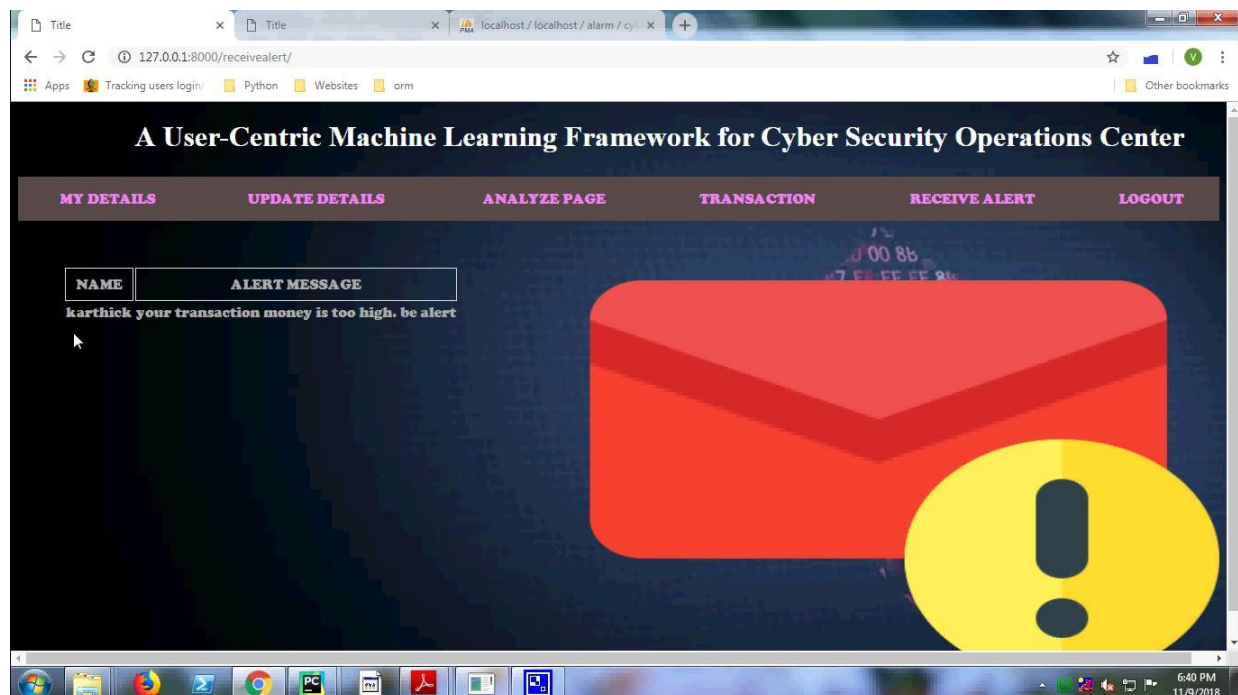 Title
Title
localhost / localhost / alarm / cy
127.0.0.1:8000/receivealert/
Apps Tracking users login/ Python Websites orm Other bookmarks
A User-Centric Machine Learning Framework for Cyber Security Operations Center
MY DETAILS UPDATE DETAILS ANALYZE PAGE TRANSACTION RECEIVE ALERT LOGOUT
NAME ALERT MESSAGE
karthick your transaction money is too high. be alert
00 8B
6:40 PM
11/9/2018